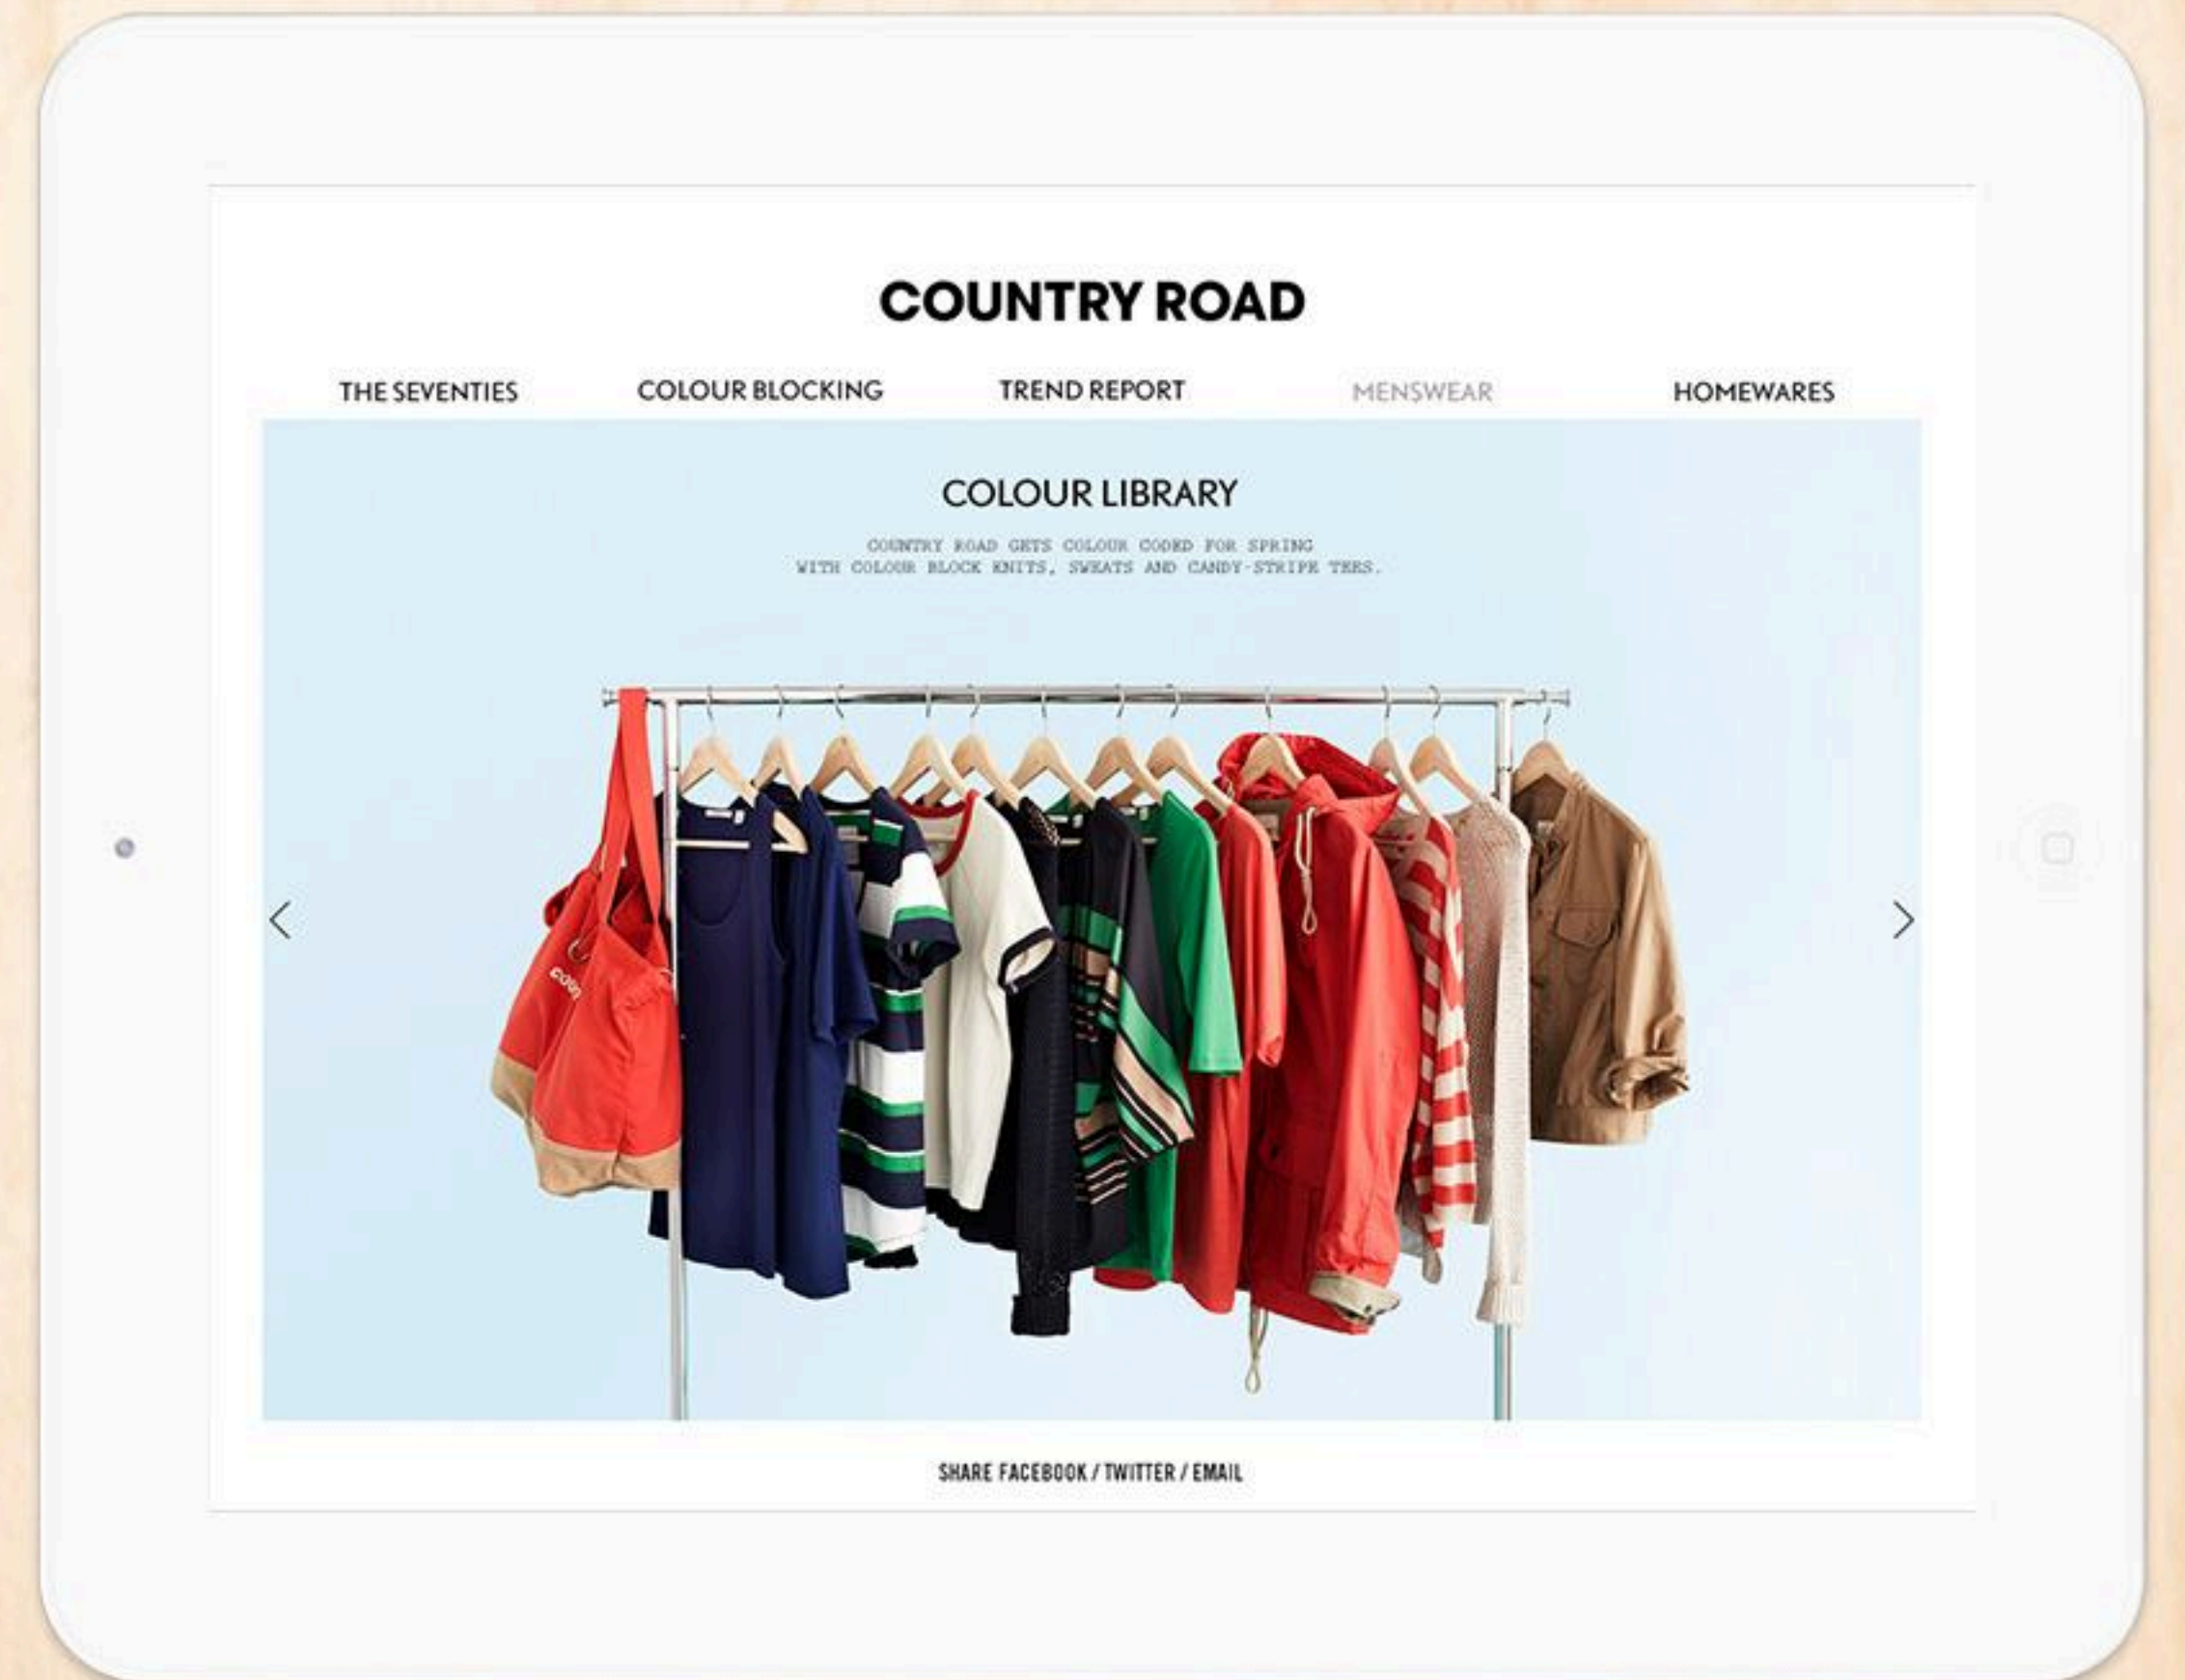 COUNTRY ROAD
THE SEVENTIES
COLOUR BLOCKING
TREND REPORT
MENSWEAR
HOMEWARES
COLOUR LIBRARY
COUNTRY ROAD GETS COLOUR CODED FOR SPRING
WITH COLOUR BLOCK KNITS, SWEATS AND CANDY-STRIPE TEES.
SHARE FACEBOOK / TWITTER / EMAIL